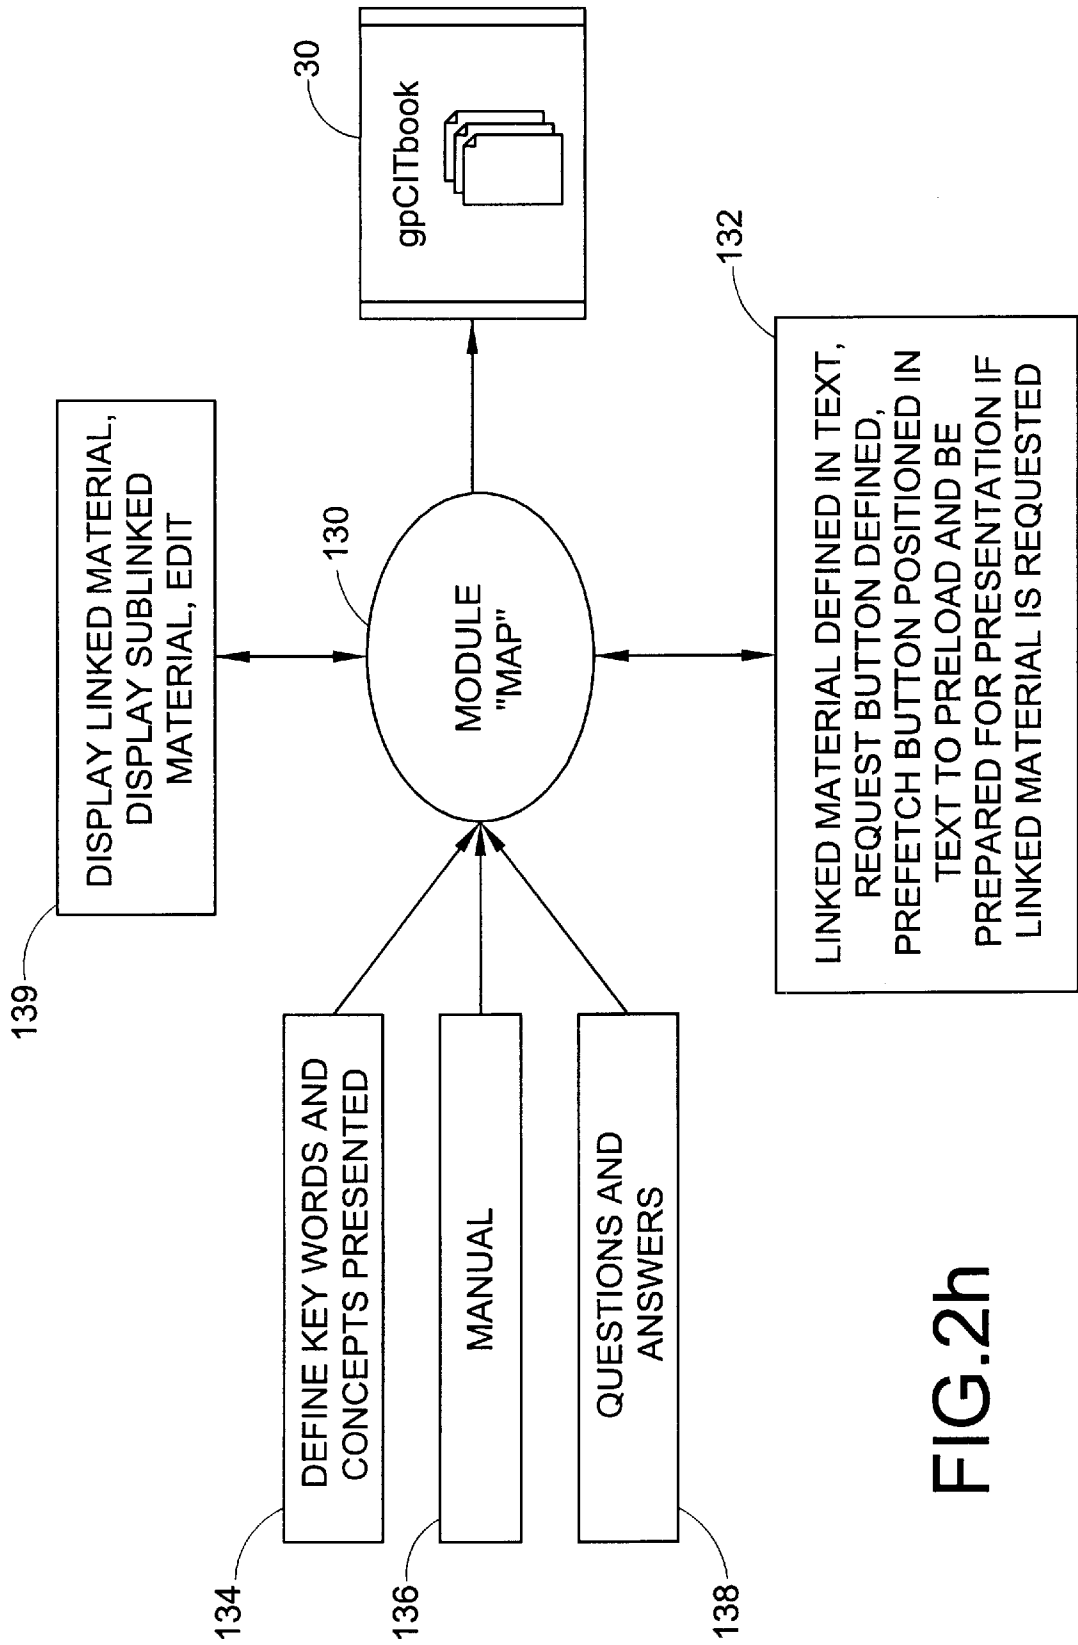 139
DISPLAY LINKED MATERIAL,
DISPLAY SUBLINKED
MATERIAL, EDIT
134
DEFINE KEY WORDS AND
CONCEPTS PRESENTED
136
MANUAL
138
QUESTIONS AND
ANSWERS
130
MODULE
"MAP"
30
gpCITbook
132
LINKED MATERIAL DEFINED IN TEXT,
REQUEST BUTTON DEFINED,
PREFETCH BUTTON POSITIONED IN
TEXT TO PRELOAD AND BE
PREPARED FOR PRESENTATION IF
LINKED MATERIAL IS REQUESTED
FIG.2h